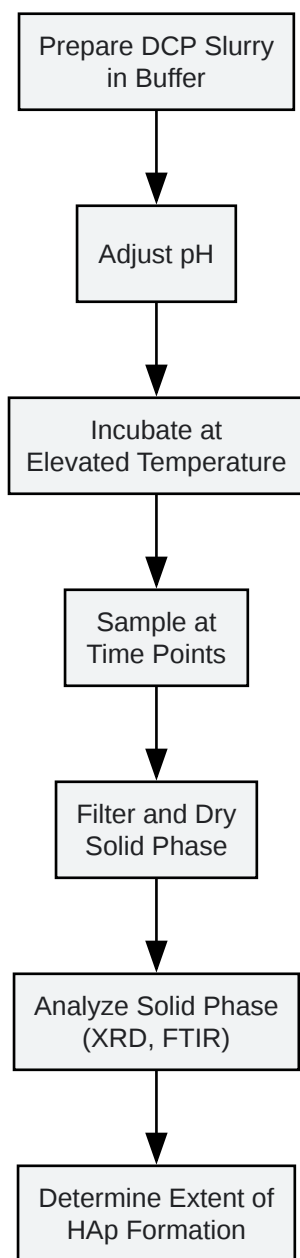 Prepare DCP Slurry
in Buffer
Adjust pH
Incubate at
Elevated Temperature
Sample at
Time Points
Filter and Dry
Solid Phase
Analyze Solid Phase
(XRD, FTIR)
Determine Extent of
HAp Formation